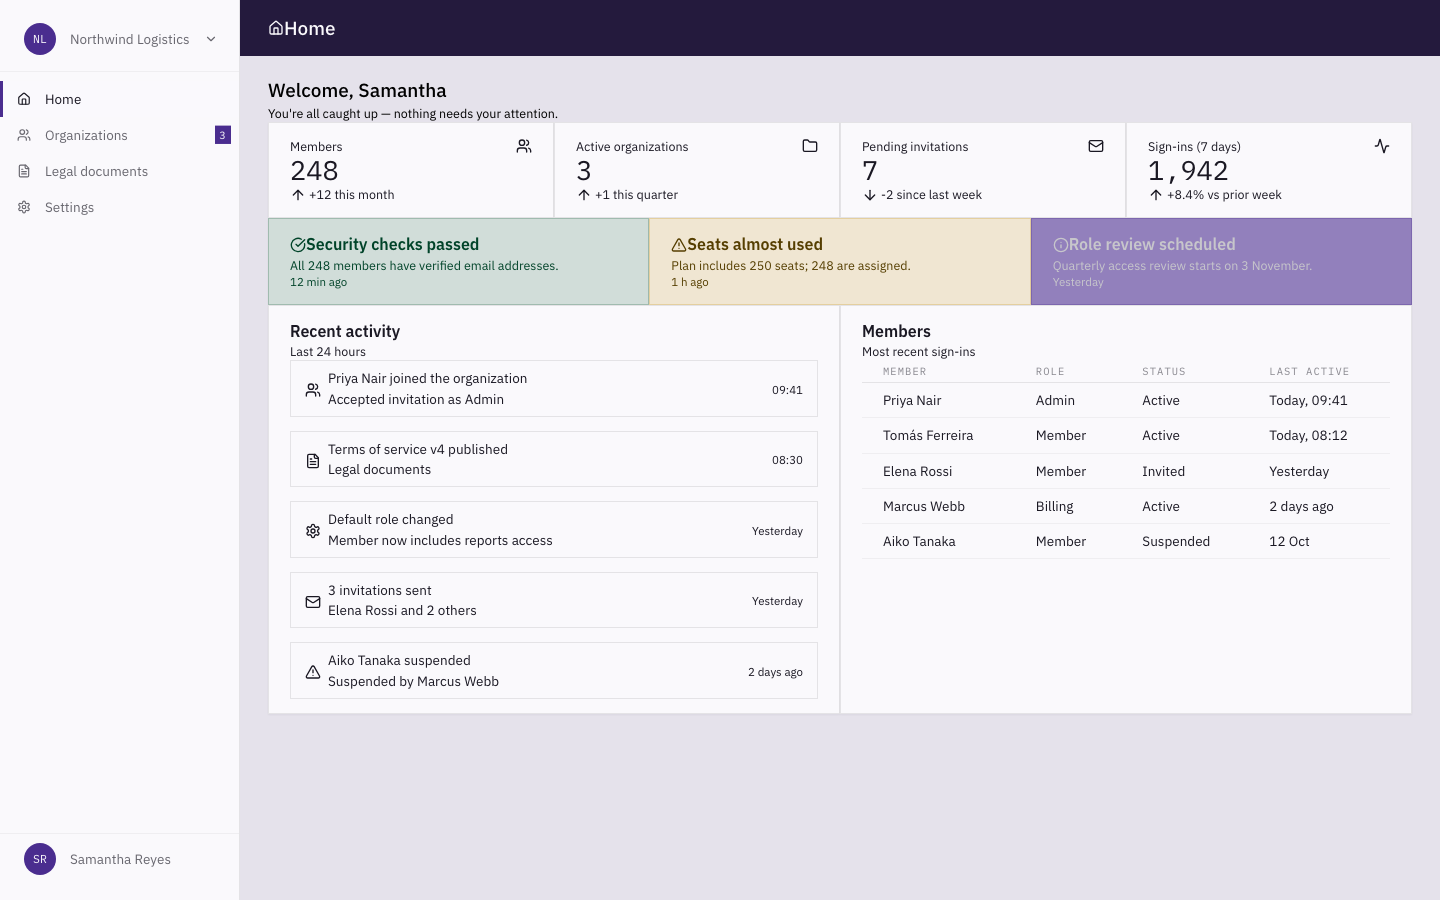 NL
Northwind Logistics
Home
Organizations
3
Legal documents
Settings
SR
Samantha Reyes
Home
Welcome, Samantha
You're all caught up — nothing needs your attention.
Members
248
+12 this month
Active organizations
3
+1 this quarter
Pending invitations
7
-2 since last week
Sign-ins (7 days)
1,942
+8.4% vs prior week
Security checks passed
All 248 members have verified email addresses.
12 min ago
Seats almost used
Plan includes 250 seats; 248 are assigned.
1 h ago
Role review scheduled
Quarterly access review starts on 3 November.
Yesterday
Recent activity
Last 24 hours
Priya Nair joined the organization
Accepted invitation as Admin
09:41
Terms of service v4 published
Legal documents
08:30
Default role changed
Member now includes reports access
Yesterday
3 invitations sent
Elena Rossi and 2 others
Yesterday
Aiko Tanaka suspended
Suspended by Marcus Webb
2 days ago
Members
Most recent sign-ins
MEMBER ROLE STATUS LAST ACTIVE
Priya Nair Admin Active Today, 09:41
Tomás Ferreira Member Active Today, 08:12
Elena Rossi Member Invited Yesterday
Marcus Webb Billing Active 2 days ago
Aiko Tanaka Member Suspended 12 Oct